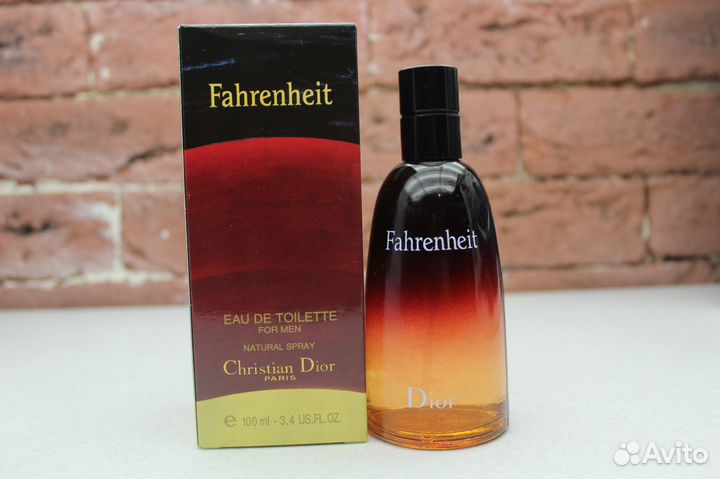 Fahrenheit
EAU DE TOILETTE
FOR MEN
NATURAL SPRAY
Christian Dior
PARIS
e 100 ml - 3.4 US.FL.OZ.
Fahrenheit
Dior
Avito